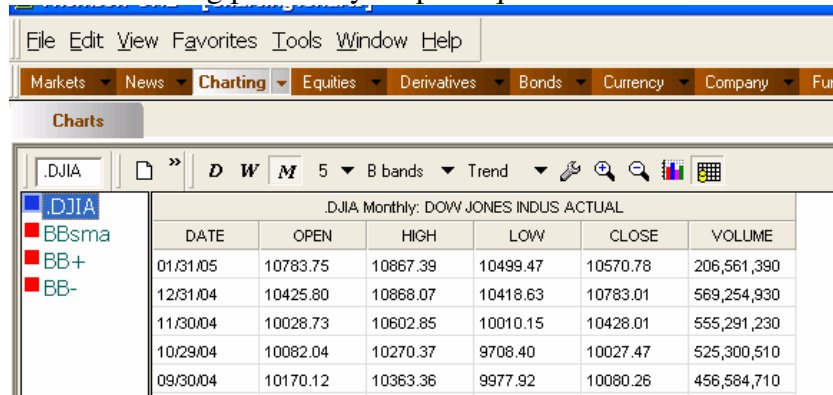 File Edit View Favorites Tools Window Help
Markets News Charting Equities Derivatives Bonds Currency Company
Charts
.DJIA » D W M 5 B bands Trend
.DJIA
BBsma
BB+
BB-
.DJIA Monthly: DOW JONES INDUS ACTUAL
DATE OPEN HIGH LOW CLOSE VOLUME
01/31/05 10783.75 10867.39 10499.47 10570.78 206,561,390
12/31/04 10425.80 10868.07 10418.63 10783.01 569,254,930
11/30/04 10028.73 10602.85 10010.15 10428.01 555,291,230
10/29/04 10082.04 10270.37 9708.40 10027.47 525,300,510
09/30/04 10170.12 10363.36 9977.92 10080.26 456,584,710